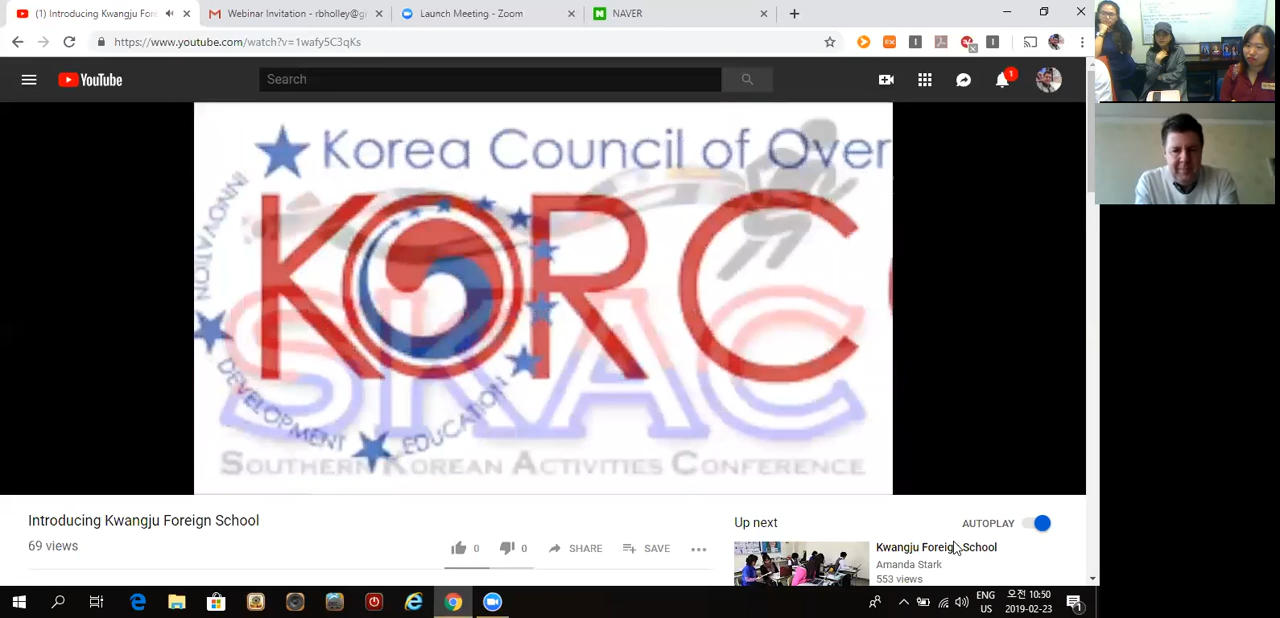 (1) Introducing Kwangju Fore
Webinar Invitation - rbholley@g
Launch Meeting - Zoom
NAVER
https://www.youtube.com/watch?v=1wafy5C3qKs
YouTube
Search
1
Korea Council of Over
KORC
INNOVATION
DEVELOPMENT
EDUCATION
SKAC
SOUTHERN KOREAN ACTIVITIES CONFERENCE
Introducing Kwangju Foreign School
69 views
0
0
SHARE
SAVE
Up next
AUTOPLAY
Kwangju Foreign School
Amanda Stark
553 views
ENG
US
오전 10:50
2019-02-23
1